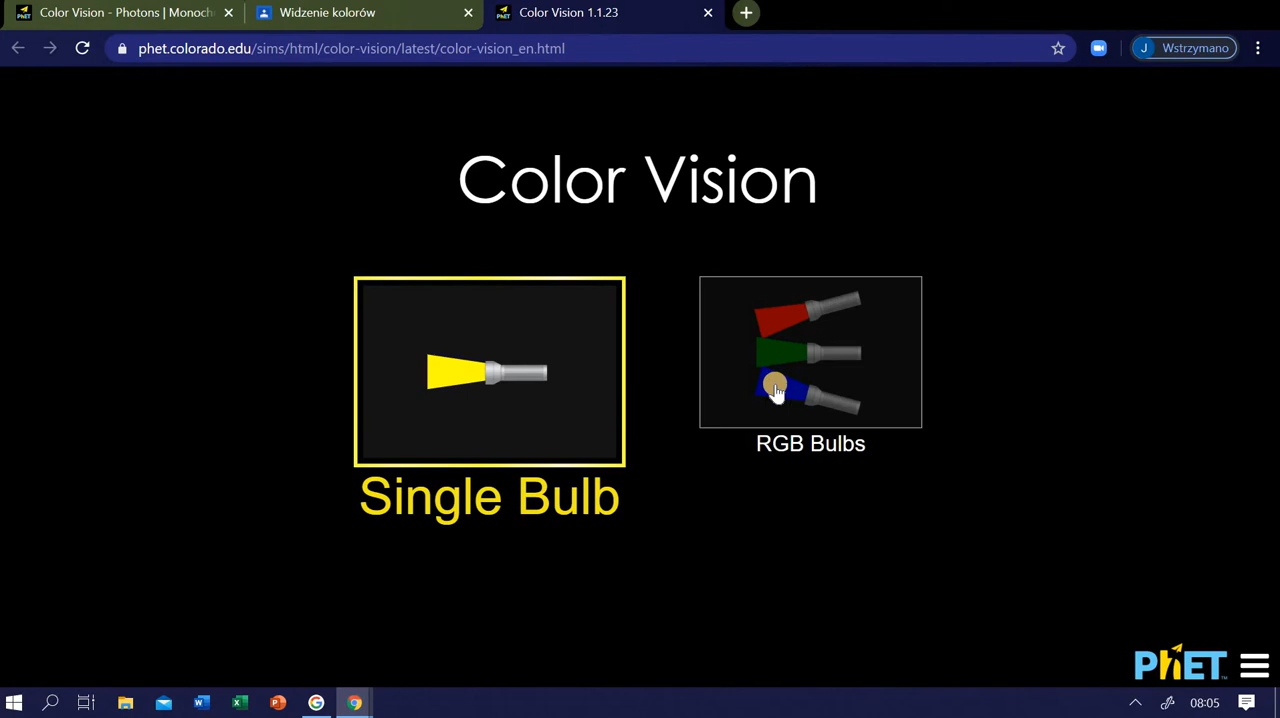 Color Vision - Photons | Monoch
Widzenie kolorów
Color Vision 1.1.23
phet.colorado.edu/sims/html/color-vision/latest/color-vision_en.html
J
Wstrzymano
Color Vision
RGB Bulbs
Single Bulb
PhET
08:05